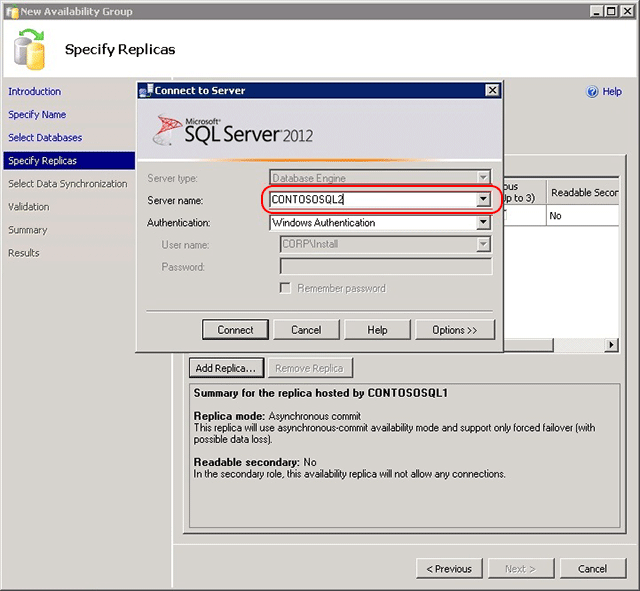 New Availability Group
Specify Replicas
Introduction
Specify Name
Select Databases
Specify Replicas
Select Data Synchronization
Validation
Summary
Results
Help
Connect to Server
Microsoft®
SQL Server 2012
Server type: Database Engine
Server name: CONTOSOSQL2
Authentication: Windows Authentication
User name: CORP\Install
Password:
Remember password
Connect Cancel Help Options >>
Up to 3)
Readable Secon
No
Add Replica... Remove Replica
Summary for the replica hosted by CONTOSOSQL1
Replica mode: Asynchronous commit
This replica will use asynchronous-commit availability mode and support only forced failover (with
possible data loss).
Readable secondary: No
In the secondary role, this availability replica will not allow any connections.
< Previous Next > Cancel